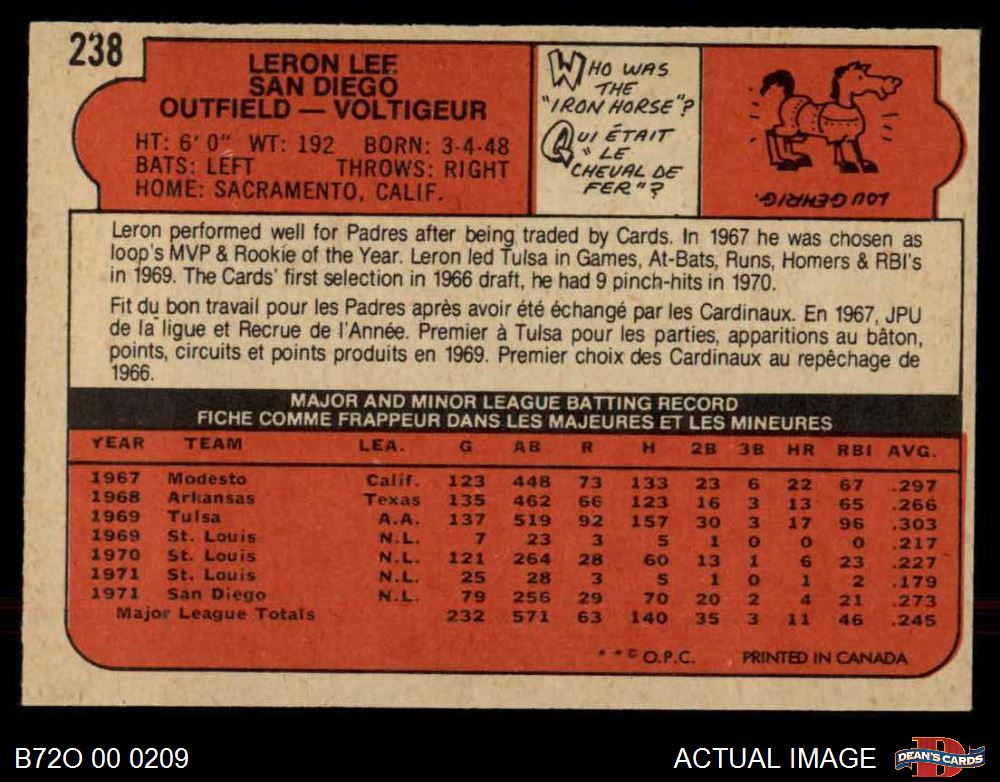 238
LERON LEE
SAN DIEGO
OUTFIELD — VOLTIGEUR
HT: 6' 0" WT: 192 BORN: 3-4-48
BATS: LEFT THROWS: RIGHT
HOME: SACRAMENTO, CALIF.
WHO WAS
THE
"IRON HORSE"?
QUI ÉTAIT
"LE
CHEVAL DE
FER"?
LOU GEHRIG.
Leron performed well for Padres after being traded by Cards. In 1967 he was chosen as
loop's MVP & Rookie of the Year. Leron led Tulsa in Games, At-Bats, Runs, Homers & RBI's
in 1969. The Cards' first selection in 1966 draft, he had 9 pinch-hits in 1970.
Fit du bon travail pour les Padres après avoir été échangé par les Cardinaux. En 1967, JPU
de la ligue et Recrue de l'Année. Premier à Tulsa pour les parties, apparitions au bâton,
points, circuits et points produits en 1969. Premier choix des Cardinaux au repêchage de
1966.
MAJOR AND MINOR LEAGUE BATTING RECORD
FICHE COMME FRAPPEUR DANS LES MAJEURES ET LES MINEURES
YEAR TEAM LEA. G AB R H 2B 3B HR RBI AVG.
1967 Modesto Calif. 123 448 73 133 23 6 22 67 .297
1968 Arkansas Texas 135 462 66 123 16 3 13 65 .266
1969 Tulsa A.A. 137 519 92 157 30 3 17 96 .303
1969 St. Louis N.L. 7 23 3 5 1 0 0 0 .217
1970 St. Louis N.L. 121 264 28 60 13 1 6 23 .227
1971 St. Louis N.L. 25 28 3 5 1 0 1 2 .179
1971 San Diego N.L. 79 256 29 70 20 2 4 21 .273
Major League Totals 232 571 63 140 35 3 11 46 .245
* * © O.P.C. PRINTED IN CANADA
B72O 00 0209
ACTUAL IMAGE
DEAN'S CARDS